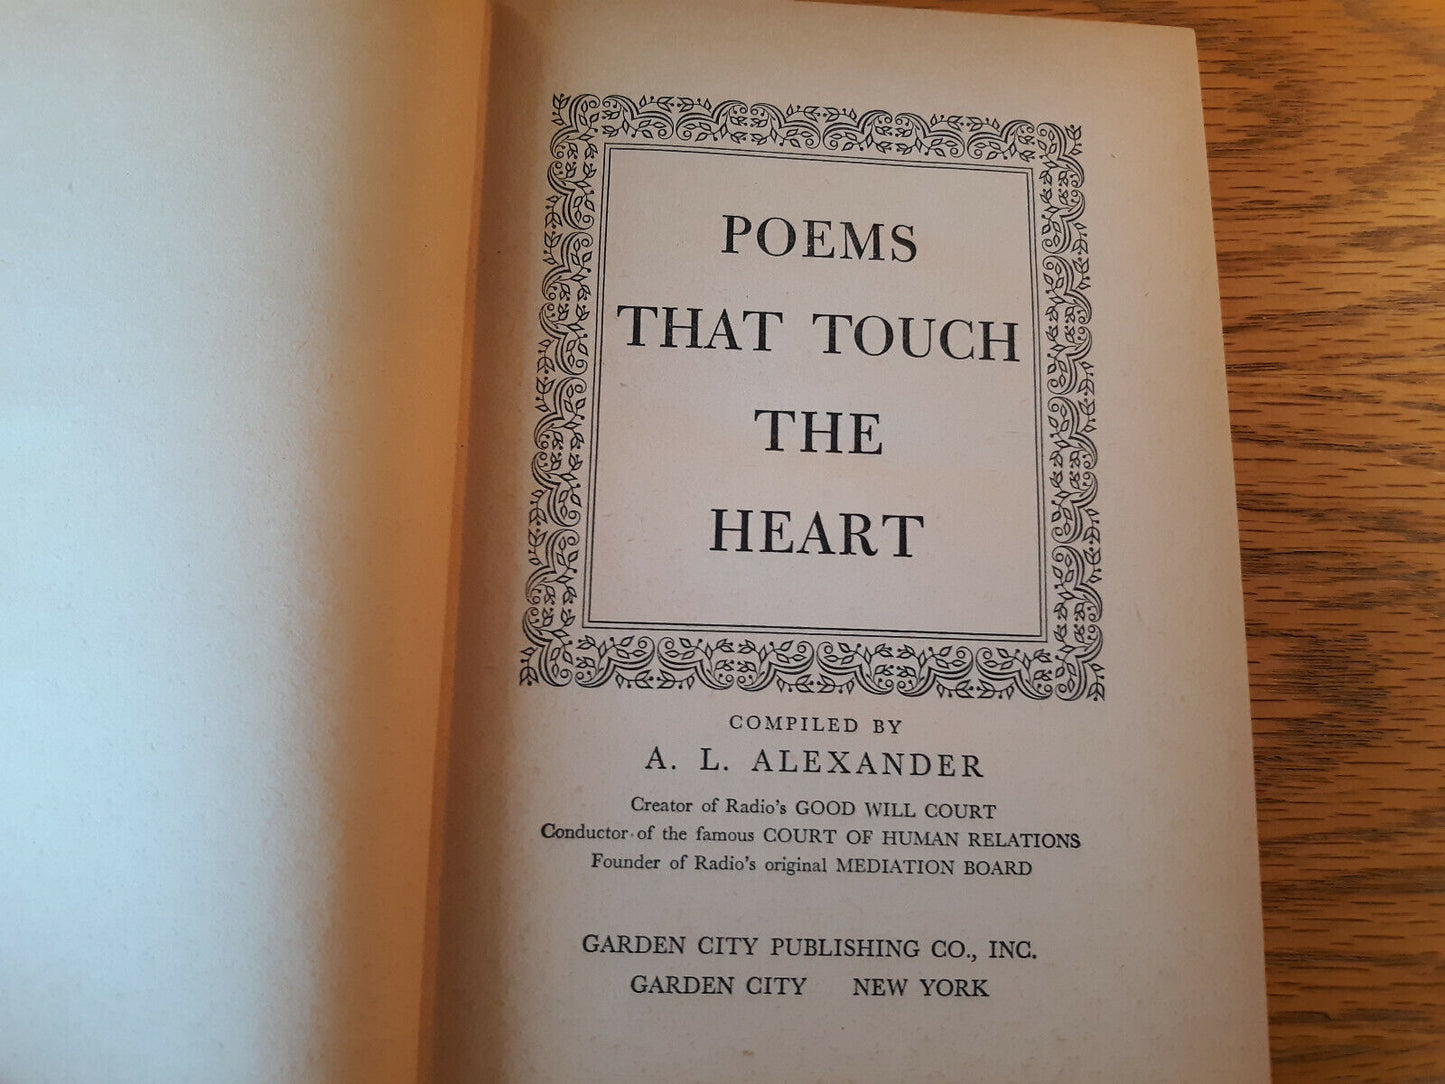 POEMS
THAT TOUCH
THE
HEART
COMPILED BY
A. L. ALEXANDER
Creator of Radio's GOOD WILL COURT
Conductor of the famous COURT OF HUMAN RELATIONS
Founder of Radio's original MEDIATION BOARD
GARDEN CITY PUBLISHING CO., INC.
GARDEN CITY NEW YORK